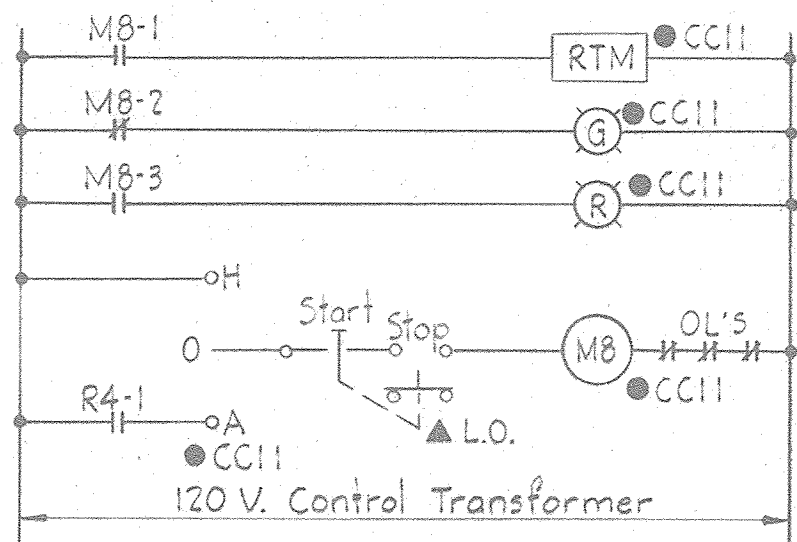 M8-1
RTM
CC11
M8-2
G
CC11
M8-3
R
CC11
H
Start
Stop
O
M8
OL'S
CC11
R4-1
A
CC11
L.O.
120 V. Control Transformer